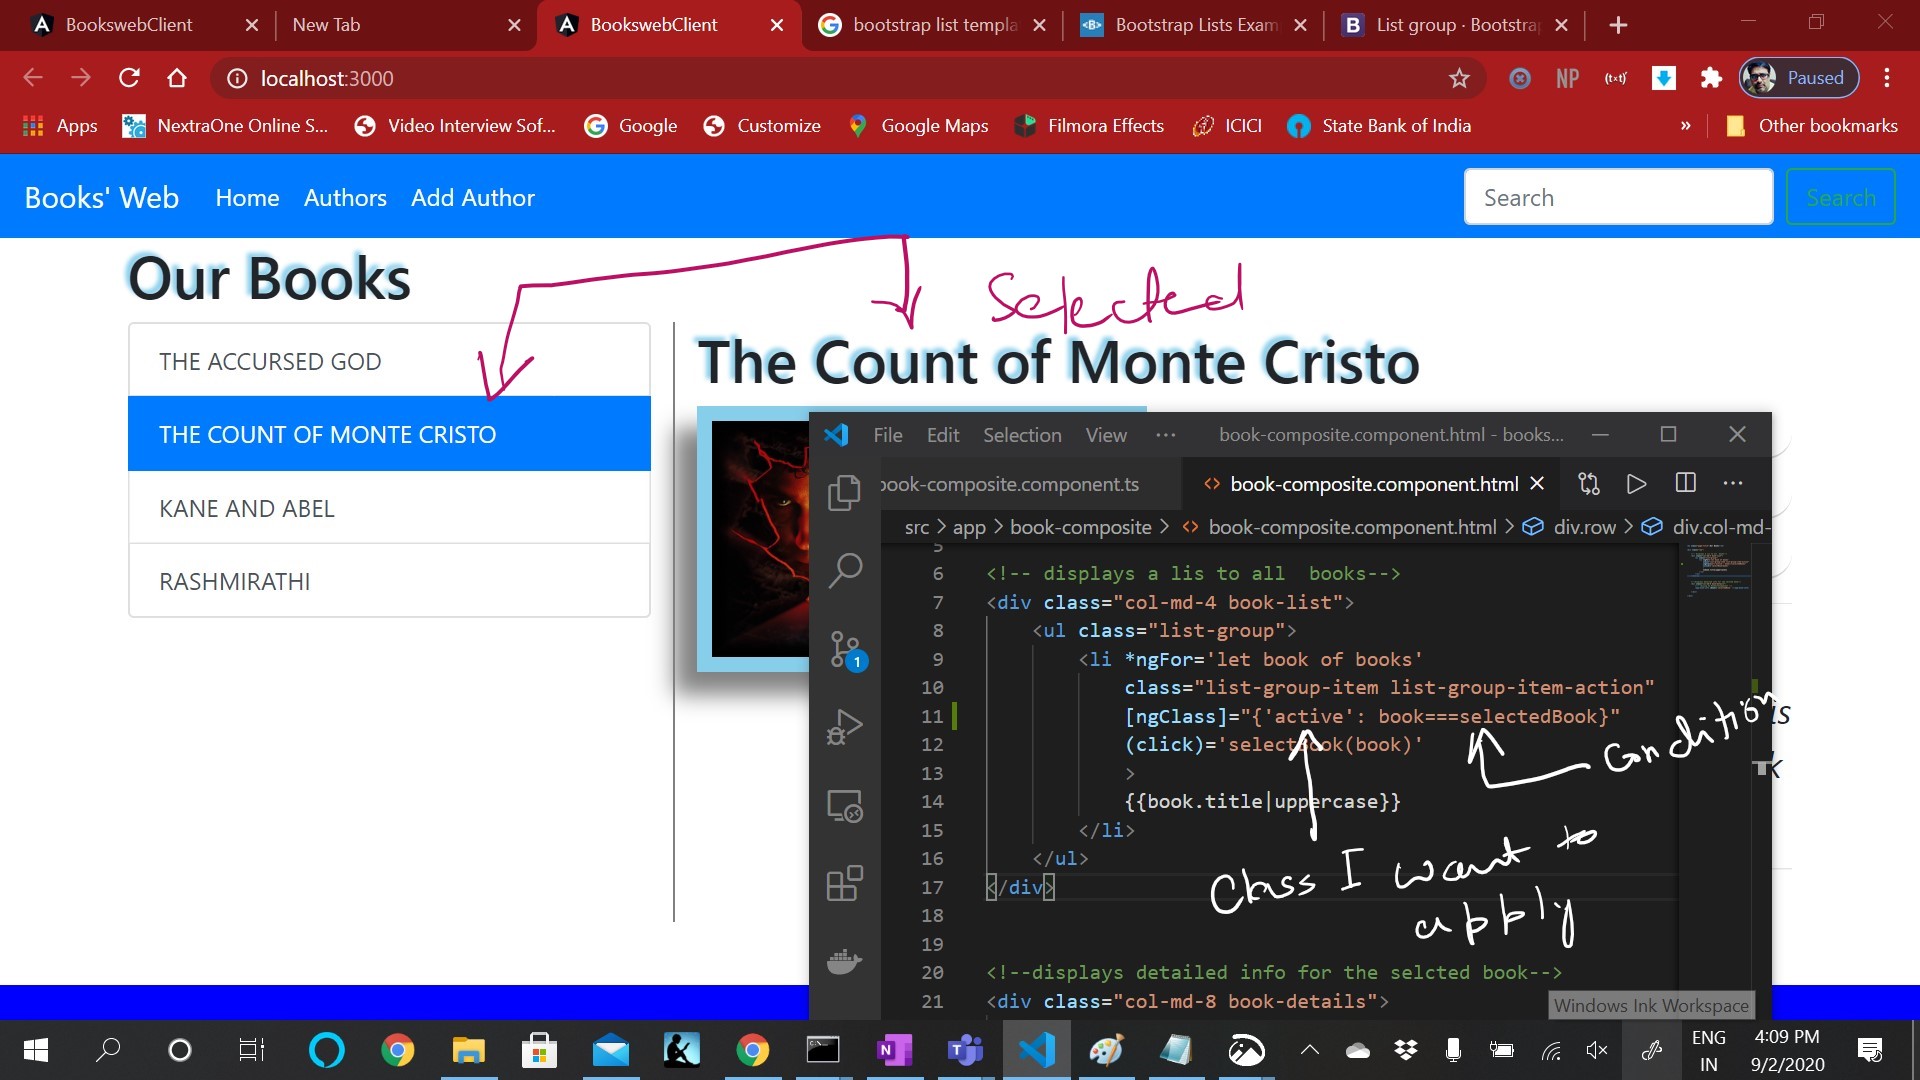 BookswebClient
New Tab
BookswebClient
bootstrap list templa
Bootstrap Lists Exam
List group · Bootstrap
localhost:3000
NP
(txt)
Paused
Apps
NextraOne Online S...
Video Interview Sof...
Google
Customize
Google Maps
Filmora Effects
ICICI
State Bank of India
»
Other bookmarks
Books' Web
Home
Authors
Add Author
Search
Search
Our Books
Selected
THE ACCURSED GOD
THE COUNT OF MONTE CRISTO
KANE AND ABEL
RASHMIRATHI
The Count of Monte Cristo
File Edit Selection View ···
book-composite.component.html - books...
book-composite.component.ts
book-composite.component.html
src > app > book-composite > book-composite.component.html > div.row > div.col-md-
5
6 <!-- displays a lis to all  books-->
7 <div class="col-md-4 book-list">
8 <ul class="list-group">
9 <li *ngFor='let book of books'
10 class="list-group-item list-group-item-action"
11 [ngClass]="{'active': book===selectedBook}"
12 (click)='selectBook(book)'
13 >
14 {{book.title|uppercase}}
15 </li>
16 </ul>
17 </div>
18
19
20 <!--displays detailed info for the selcted book-->
21 <div class="col-md-8 book-details">
Condition
is
Class I want to
apply
1
Windows Ink Workspace
ENG
IN
4:09 PM
9/2/2020